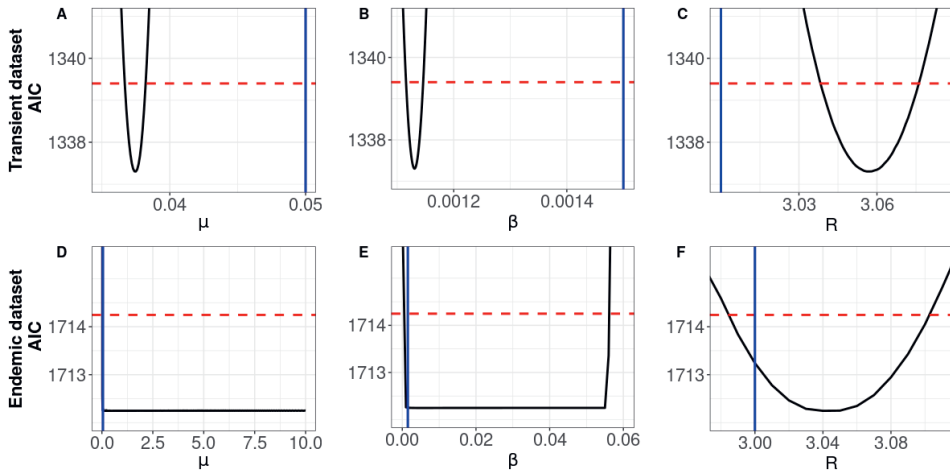 A
B
C
Transient dataset
AIC
1340
1338
0.04
0.05
μ
1340
1338
0.0012
0.0014
β
1340
1338
3.03
3.06
R
D
E
F
Endemic dataset
AIC
1714
1713
0.0
2.5
5.0
7.5
10.0
μ
1714
1713
0.00
0.02
0.04
0.06
β
1714
1713
3.00
3.04
3.08
R